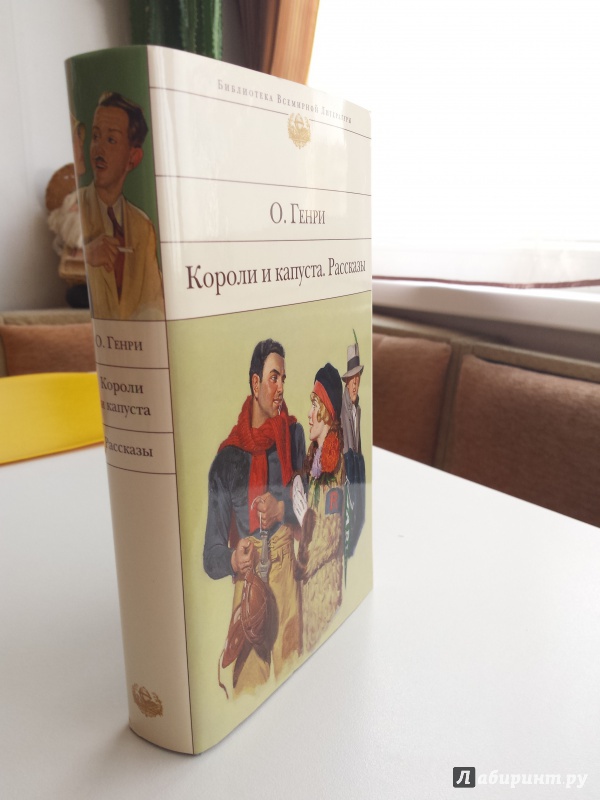 Библиотека Всемирной Литературы
О. Генри
Короли и капуста. Рассказы
О. Генри
Короли
и капуста
Рассказы
Лабиринт.ру